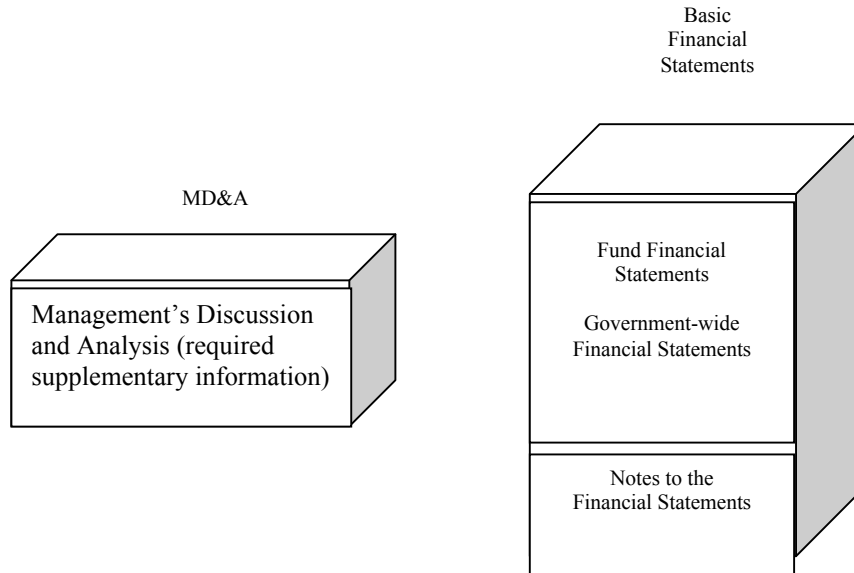 MD&A
Management’s Discussion
and Analysis (required
supplementary information)
Basic
Financial
Statements
Fund Financial
Statements
Government-wide
Financial Statements
Notes to the
Financial Statements